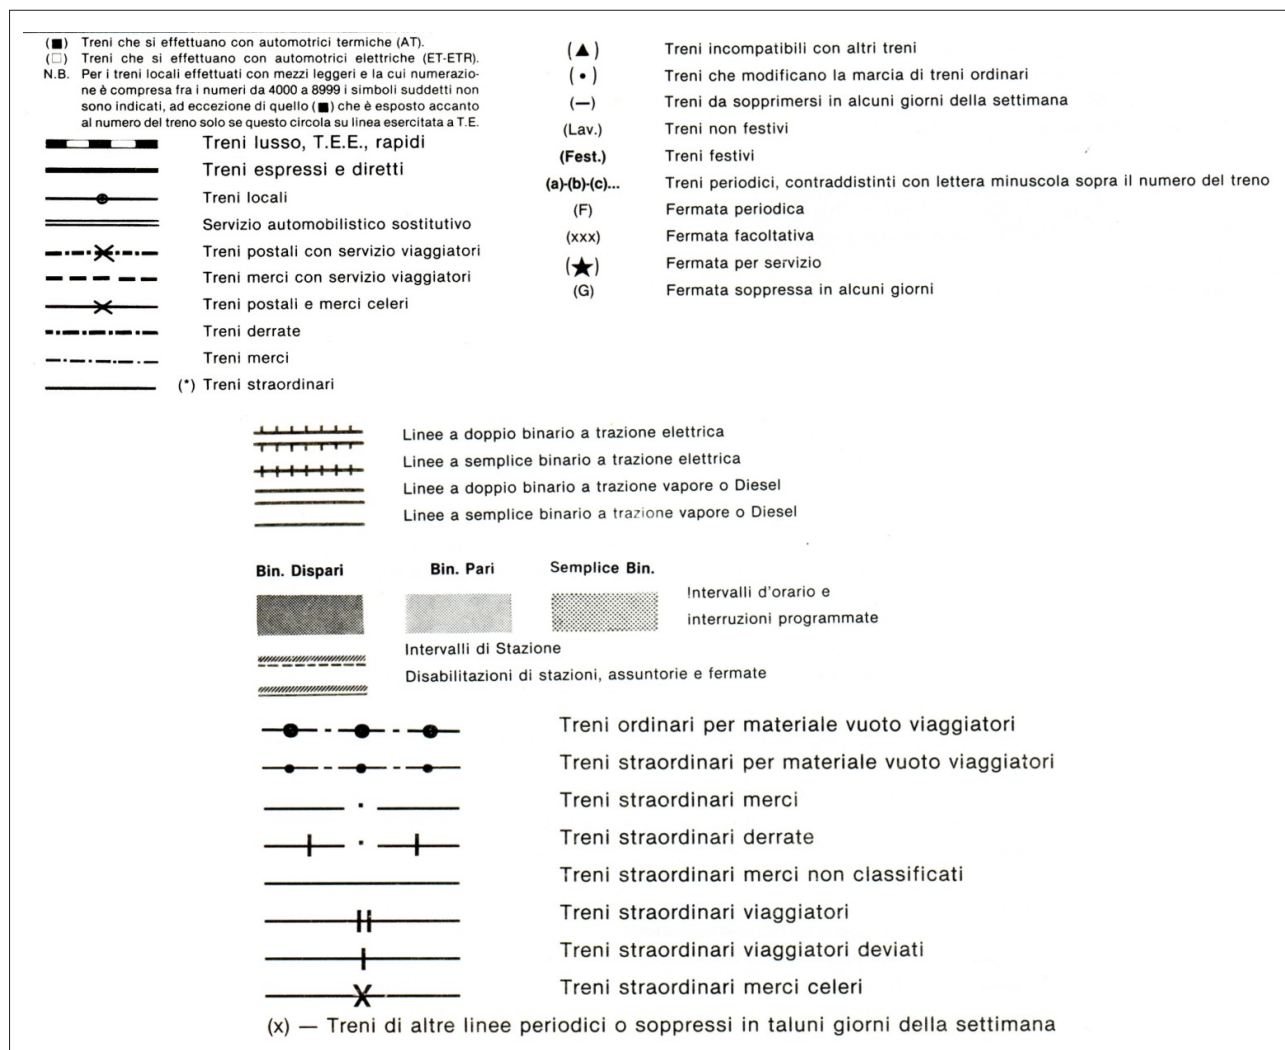 (■) Treni che si effettuano con automotrici termiche (AT).
(□) Treni che si effettuano con automotrici elettriche (ET-ETR).
N.B. Per i treni locali effettuati con mezzi leggeri e la cui numerazio-
ne è compresa fra i numeri da 4000 a 8999 i simboli suddetti non
sono indicati, ad eccezione di quello (■) che è esposto accanto
al numero del treno solo se questo circola su linea esercitata a T.E.
Treni lusso, T.E.E., rapidi
Treni espressi e diretti
Treni locali
Servizio automobilistico sostitutivo
Treni postali con servizio viaggiatori
Treni merci con servizio viaggiatori
Treni postali e merci celeri
Treni derrate
Treni merci
(*) Treni straordinari
(▲) Treni incompatibili con altri treni
(•) Treni che modificano la marcia di treni ordinari
(—) Treni da sopprimersi in alcuni giorni della settimana
(Lav.) Treni non festivi
(Fest.) Treni festivi
(a)-(b)-(c)... Treni periodici, contraddistinti con lettera minuscola sopra il numero del treno
(F) Fermata periodica
(xxx) Fermata facoltativa
(★) Fermata per servizio
(G) Fermata soppressa in alcuni giorni
Linee a doppio binario a trazione elettrica
Linee a semplice binario a trazione elettrica
Linee a doppio binario a trazione vapore o Diesel
Linee a semplice binario a trazione vapore o Diesel
Bin. Dispari Bin. Pari Semplice Bin.
Intervalli d'orario e
interruzioni programmate
Intervalli di Stazione
Disabilitazioni di stazioni, assuntorie e fermate
Treni ordinari per materiale vuoto viaggiatori
Treni straordinari per materiale vuoto viaggiatori
Treni straordinari merci
Treni straordinari derrate
Treni straordinari merci non classificati
Treni straordinari viaggiatori
Treni straordinari viaggiatori deviati
Treni straordinari merci celeri
(x) — Treni di altre linee periodici o soppressi in taluni giorni della settimana